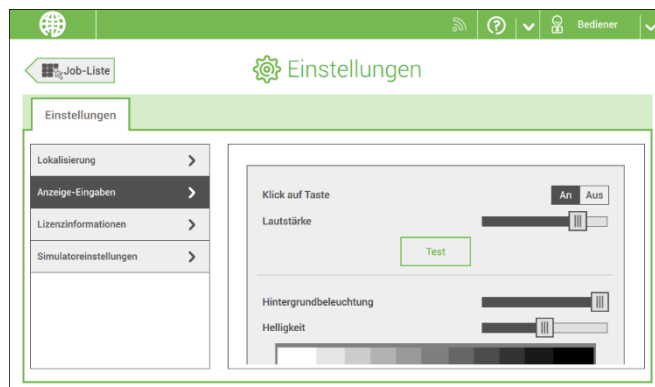 Bediener
Job-Liste
Einstellungen
Einstellungen
Lokalisierung
Anzeige-Eingaben
Lizenzinformationen
Simulatoreinstellungen
Klick auf Taste
An Aus
Lautstärke
Test
Hintergrundbeleuchtung
Helligkeit